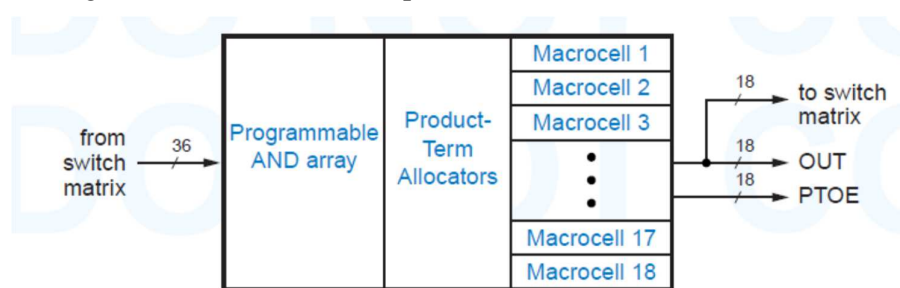 from
switch
matrix
36
Programmable
AND array
Product-
Term
Allocators
Macrocell 1
Macrocell 2
Macrocell 3
Macrocell 17
Macrocell 18
18
to switch
matrix
18
OUT
18
PTOE